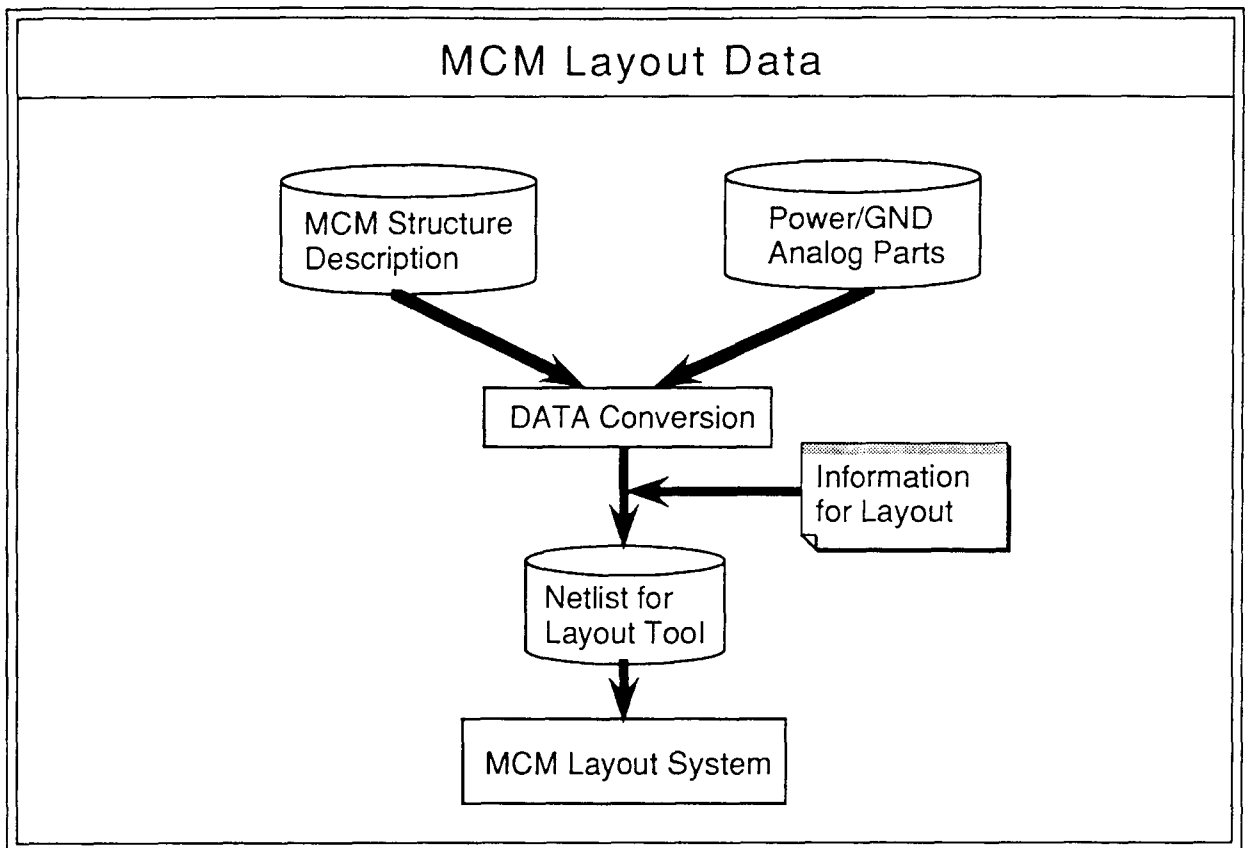 MCM Layout Data
MCM Structure
Description
Power/GND
Analog Parts
DATA Conversion
Information
for Layout
Netlist for
Layout Tool
MCM Layout System